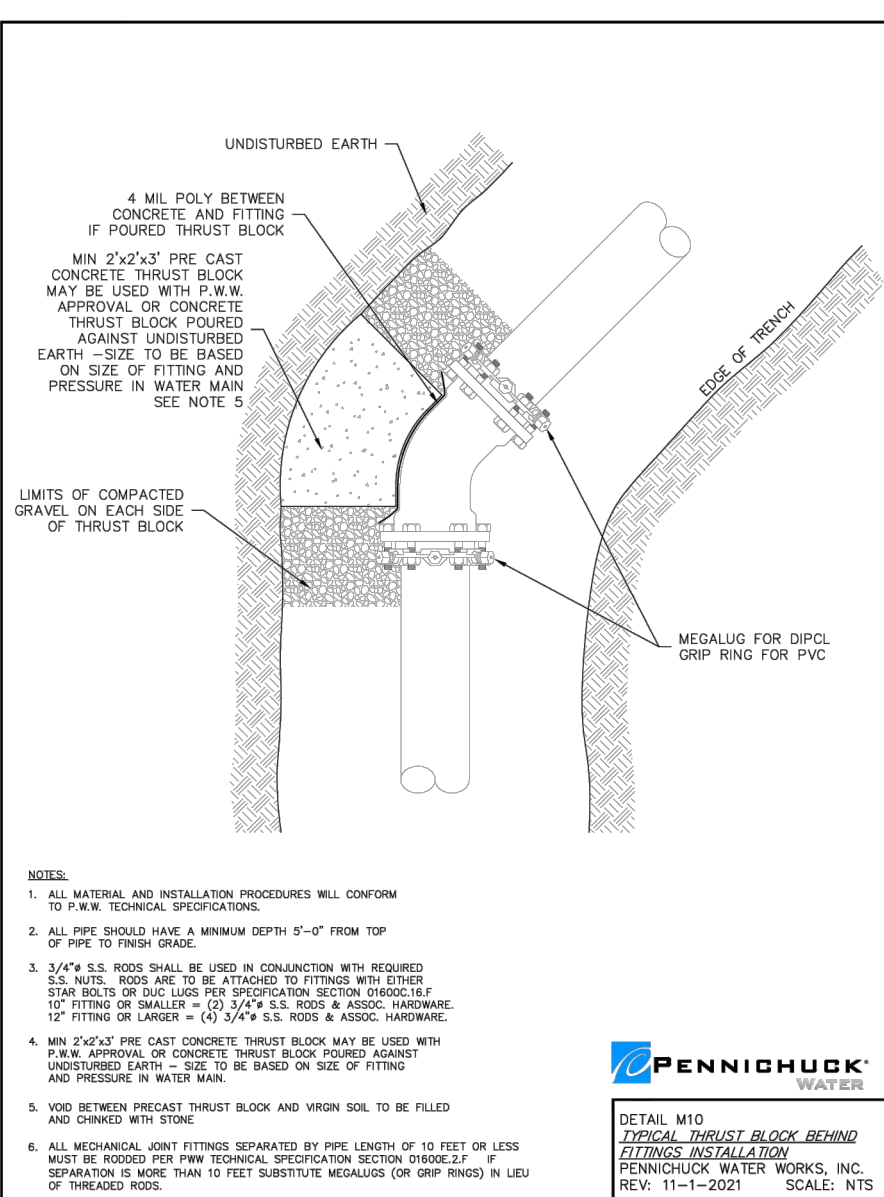 UNDISTURBED EARTH
4 MIL POLY BETWEEN
CONCRETE AND FITTING
IF POURED THRUST BLOCK
MIN 2'x2'x3' PRE CAST
CONCRETE THRUST BLOCK
MAY BE USED WITH P.W.W.
APPROVAL OR CONCRETE
THRUST BLOCK POURED
AGAINST UNDISTURBED
EARTH -SIZE TO BE BASED
ON SIZE OF FITTING AND
PRESSURE IN WATER MAIN
SEE NOTE 5
EDGE OF TRENCH
LIMITS OF COMPACTED
GRAVEL ON EACH SIDE
OF THRUST BLOCK
MEGALUG FOR DIPCL
GRIP RING FOR PVC
NOTES:
1. ALL MATERIAL AND INSTALLATION PROCEDURES WILL CONFORM
TO P.W.W. TECHNICAL SPECIFICATIONS.
2. ALL PIPE SHOULD HAVE A MINIMUM DEPTH 5'-0" FROM TOP
OF PIPE TO FINISH GRADE.
3. 3/4"ø S.S. RODS SHALL BE USED IN CONJUNCTION WITH REQUIRED
S.S. NUTS. RODS ARE TO BE ATTACHED TO FITTINGS WITH EITHER
STAR BOLTS OR DUC LUGS PER SPECIFICATION SECTION 01600C.16.F
10" FITTING OR SMALLER = (2) 3/4"ø S.S. RODS & ASSOC. HARDWARE.
12" FITTING OR LARGER = (4) 3/4"ø S.S. RODS & ASSOC. HARDWARE.
4. MIN 2'x2'x3' PRE CAST CONCRETE THRUST BLOCK MAY BE USED WITH
P.W.W. APPROVAL OR CONCRETE THRUST BLOCK POURED AGAINST
UNDISTURBED EARTH - SIZE TO BE BASED ON SIZE OF FITTING
AND PRESSURE IN WATER MAIN.
5. VOID BETWEEN PRECAST THRUST BLOCK AND VIRGIN SOIL TO BE FILLED
AND CHINKED WITH STONE
6. ALL MECHANICAL JOINT FITTINGS SEPARATED BY PIPE LENGTH OF 10 FEET OR LESS
MUST BE RODDED PER PWW TECHNICAL SPECIFICATION SECTION 01600E.2.F IF
SEPARATION IS MORE THAN 10 FEET SUBSTITUTE MEGALUGS (OR GRIP RINGS) IN LIEU
OF THREADED RODS.
PENNICHUCK
WATER
DETAIL M10
TYPICAL THRUST BLOCK BEHIND
FITTINGS INSTALLATION
PENNICHUCK WATER WORKS, INC.
REV: 11-1-2021 SCALE: NTS